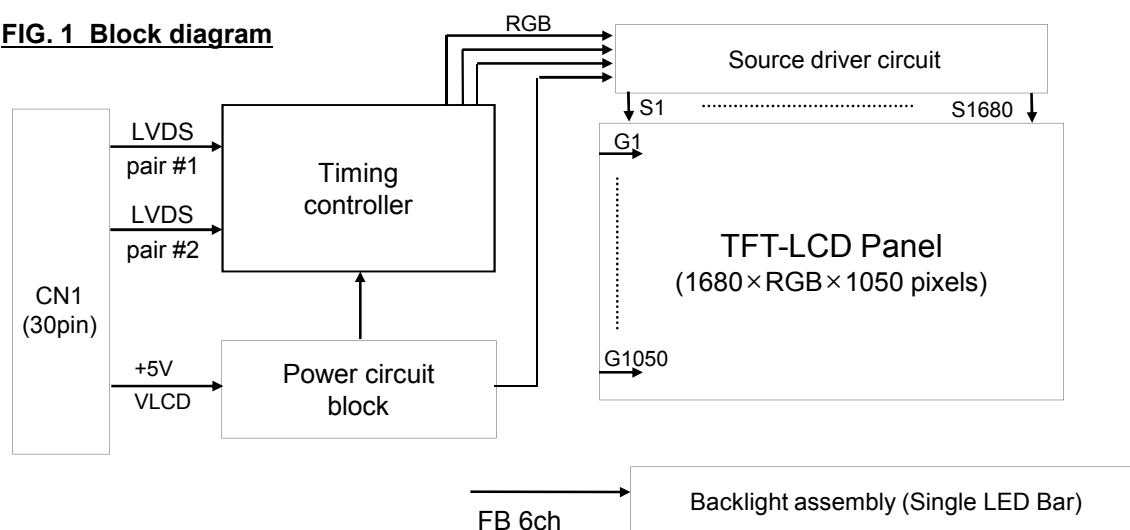 FIG. 1 Block diagram
RGB
Source driver circuit
S1
S1680
LVDS
pair #1
LVDS
pair #2
Timing
controller
G1
TFT-LCD Panel
(1680×RGB×1050 pixels)
G1050
CN1
(30pin)
+5V
VLCD
Power circuit
block
FB 6ch
Backlight assembly (Single LED Bar)